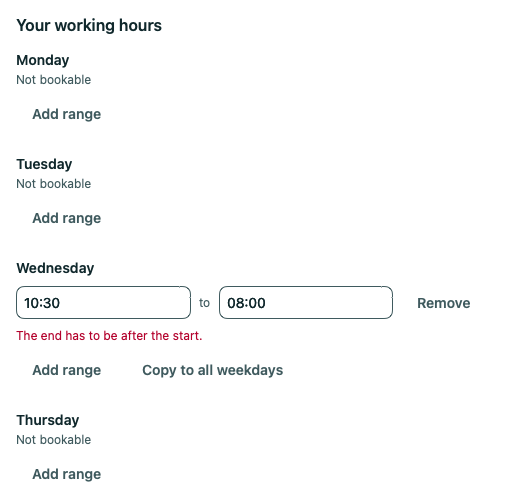 Your working hours
Monday
Not bookable
Add range
Tuesday
Not bookable
Add range
Wednesday
10:30 to 08:00 Remove
The end has to be after the start.
Add range Copy to all weekdays
Thursday
Not bookable
Add range